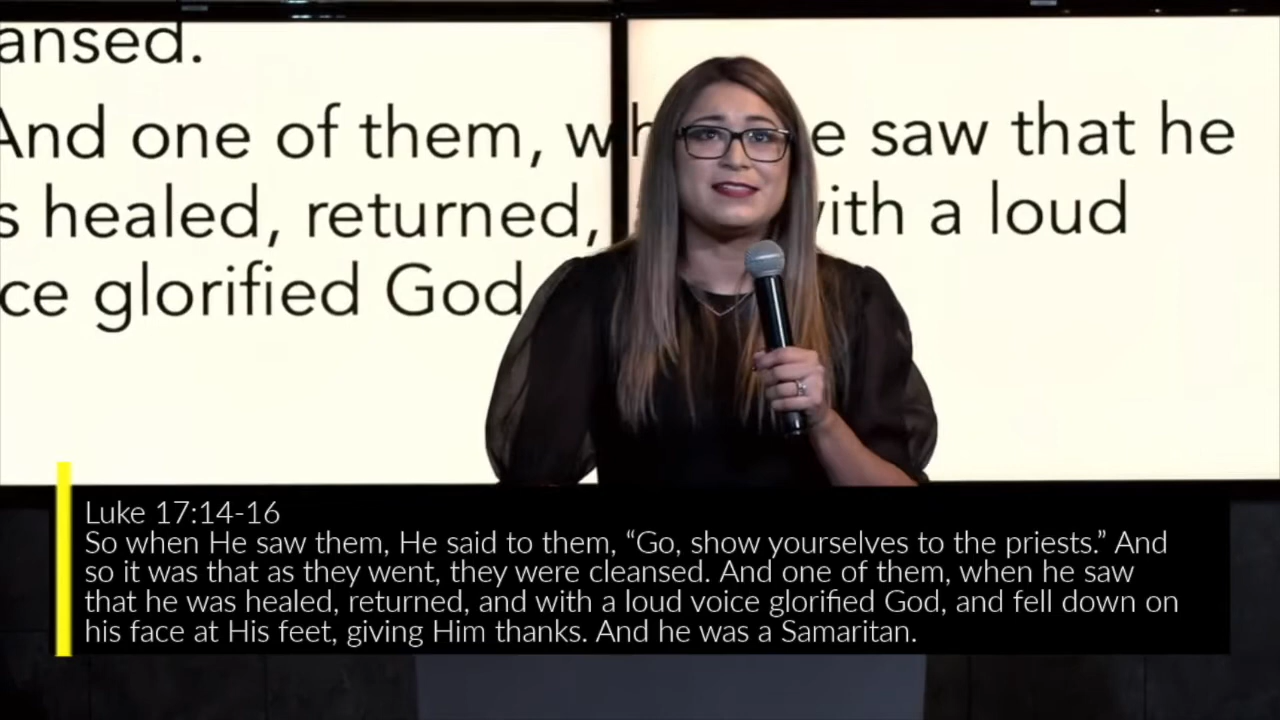 ansed.
And one of them, wh e saw that he
s healed, returned, with a loud
ce glorified God
Luke 17:14-16
So when He saw them, He said to them, “Go, show yourselves to the priests.” And
so it was that as they went, they were cleansed. And one of them, when he saw
that he was healed, returned, and with a loud voice glorified God, and fell down on
his face at His feet, giving Him thanks. And he was a Samaritan.